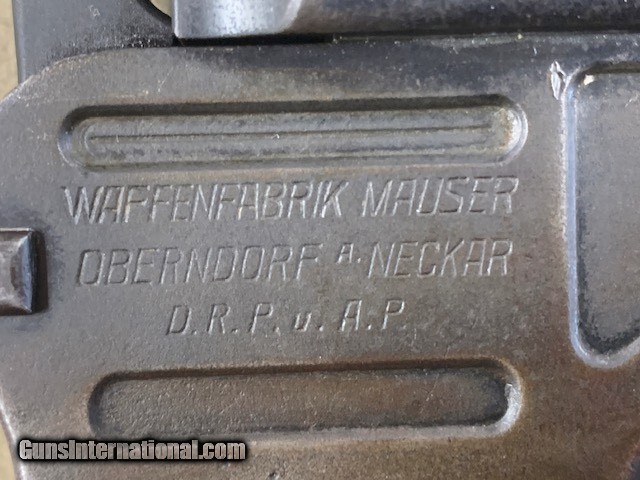 WAFFENFABRIK MAUSER
OBERNDORF A. NECKAR
D.R.P. u. A.P.
GunsInternational.com